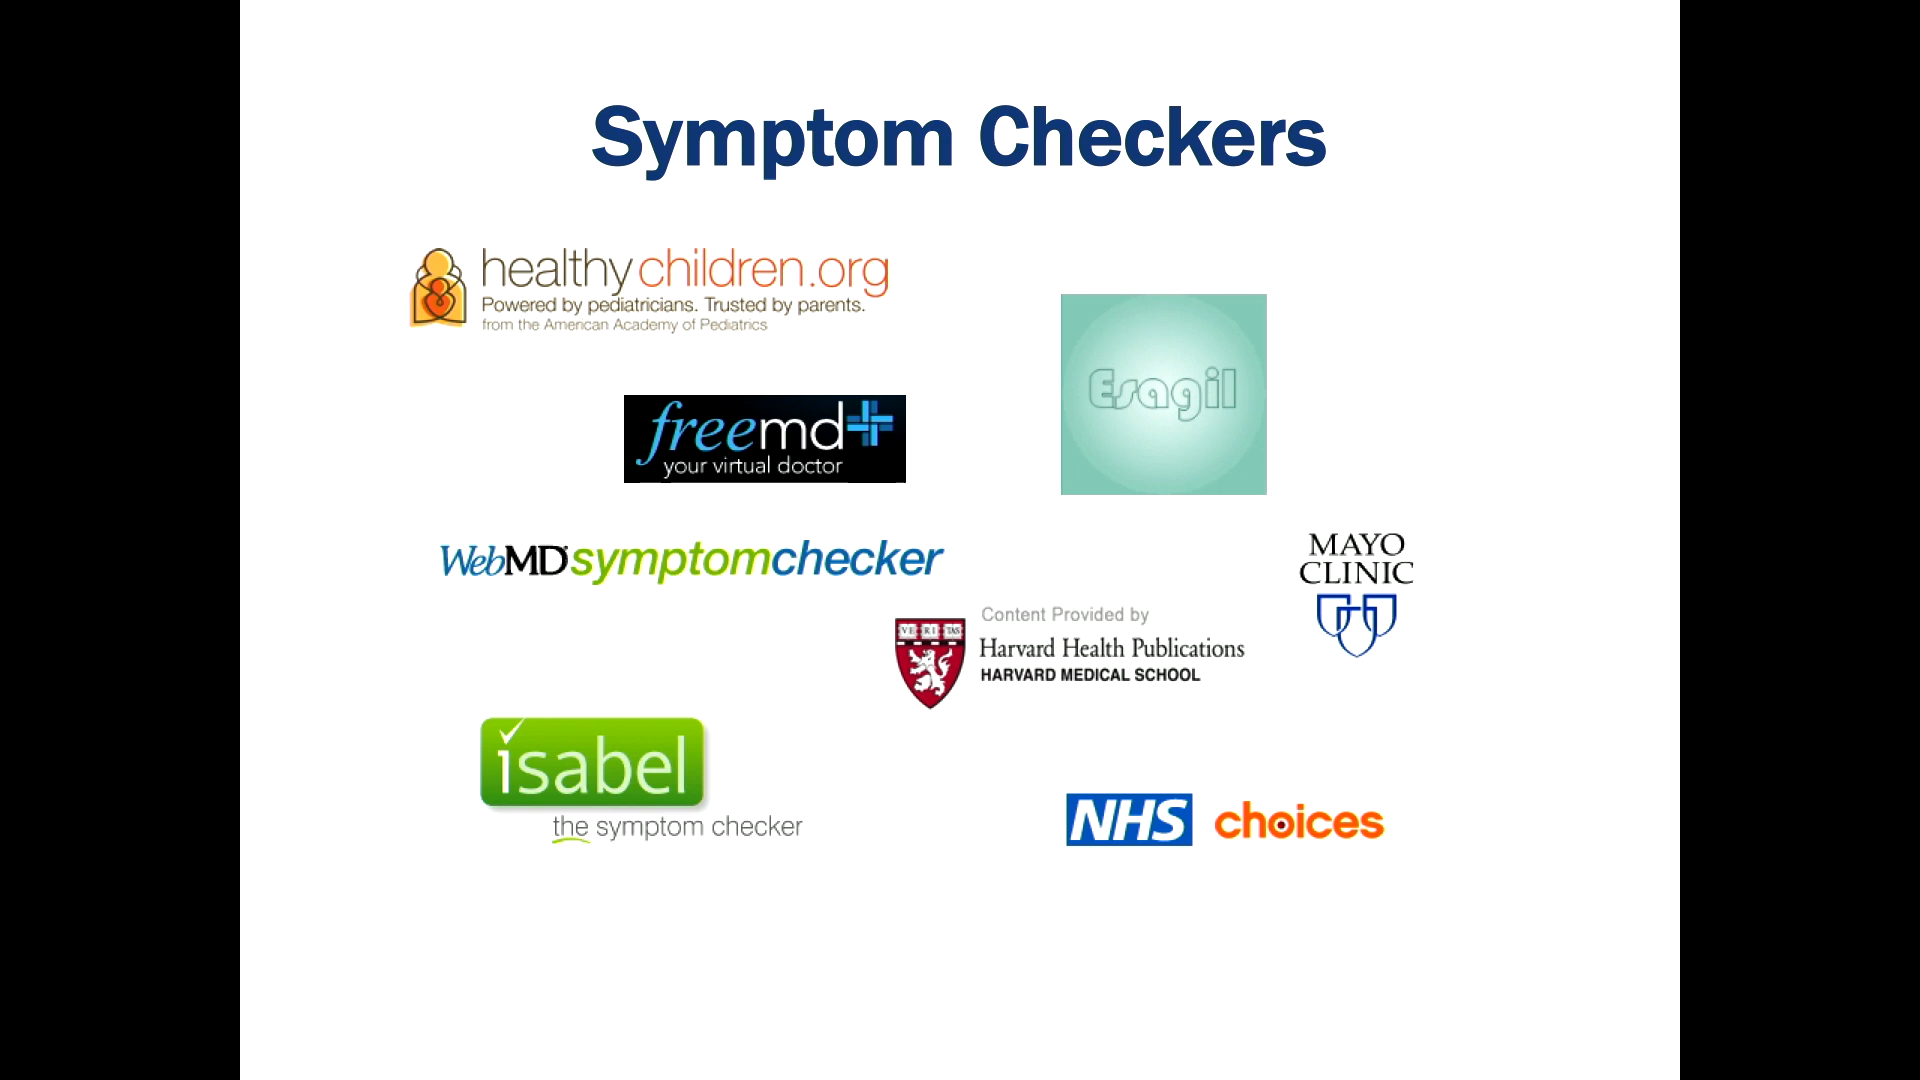 Symptom Checkers
healthychildren.org
Powered by pediatricians. Trusted by parents.
from the American Academy of Pediatrics
Esagil
freemd
your virtual doctor
WebMD symptomchecker
MAYO
CLINIC
Content Provided by
VE RI TAS
Harvard Health Publications
HARVARD MEDICAL SCHOOL
isabel
the symptom checker
NHS choices